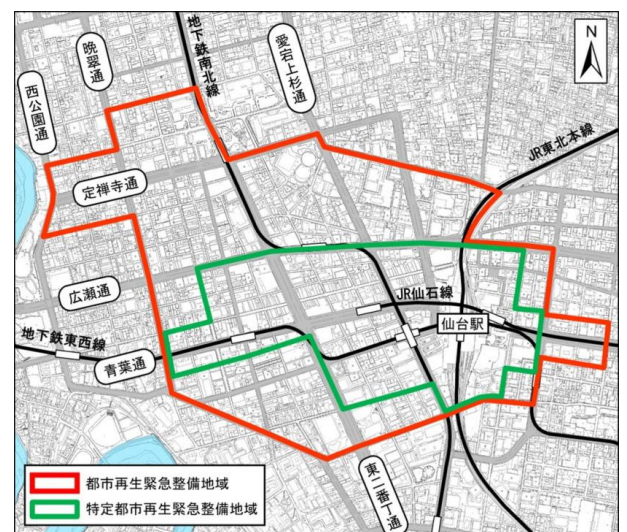 地下鉄南北線
愛宕上杉通
N
晩翠通
西公園通
JR東北本線
定禅寺通
広瀬通
JR仙石線
仙台駅
地下鉄東西線
青葉通
東二番丁通
都市再生緊急整備地域
特定都市再生緊急整備地域